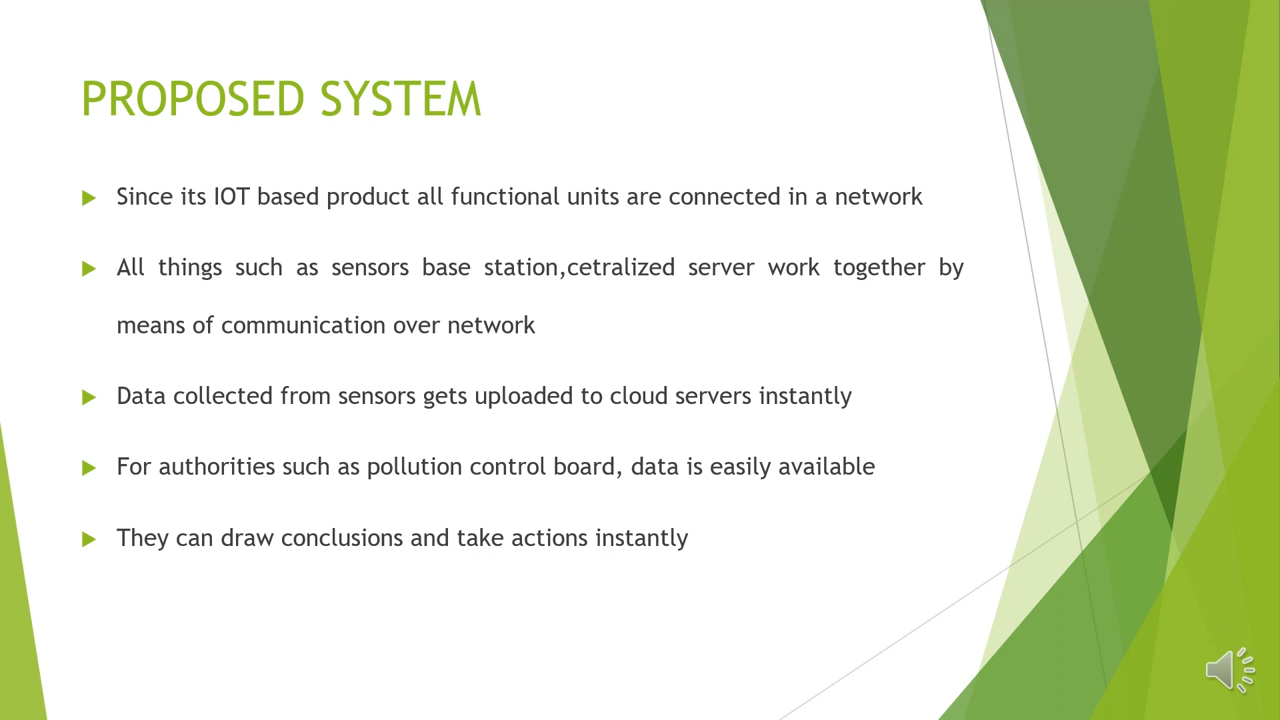 PROPOSED SYSTEM
Since its IOT based product all functional units are connected in a network
All things such as sensors base station,cetralized server work together by
means of communication over network
Data collected from sensors gets uploaded to cloud servers instantly
For authorities such as pollution control board, data is easily available
They can draw conclusions and take actions instantly